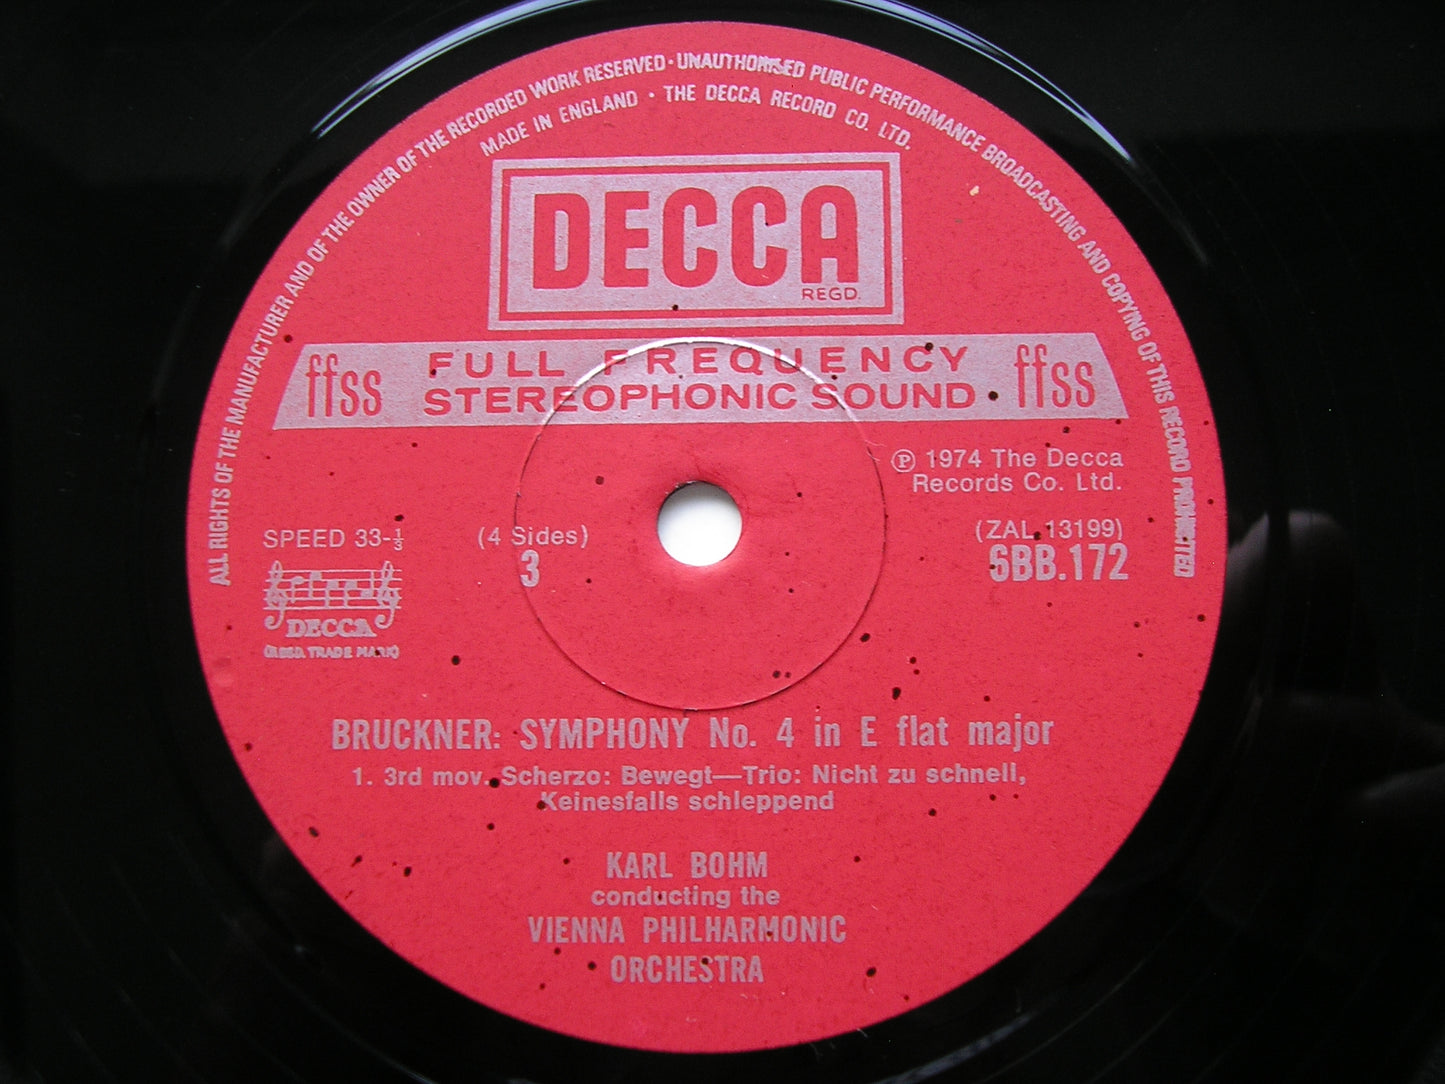 ALL RIGHTS OF THE MANUFACTURER AND OF THE OWNER OF THE RECORDED WORK RESERVED · UNAUTHORISED PUBLIC PERFORMANCE BROADCASTING AND COPYING OF THIS RECORD PROHIBITED
MADE IN ENGLAND · THE DECCA RECORD CO. LTD.
DECCA
REGD.
ffss FULL FREQUENCY ffss
STEREOPHONIC SOUND
℗ 1974 The Decca
Records Co. Ltd.
SPEED 33-⅓ (4 Sides) (ZAL 13199)
3 6BB.172
DECCA
(REGD. TRADE MARK)
BRUCKNER: SYMPHONY No. 4 in E flat major
1. 3rd mov. Scherzo: Bewegt—Trio: Nicht zu schnell,
Keinesfalls schleppend
KARL BOHM
conducting the
VIENNA PHILHARMONIC
ORCHESTRA